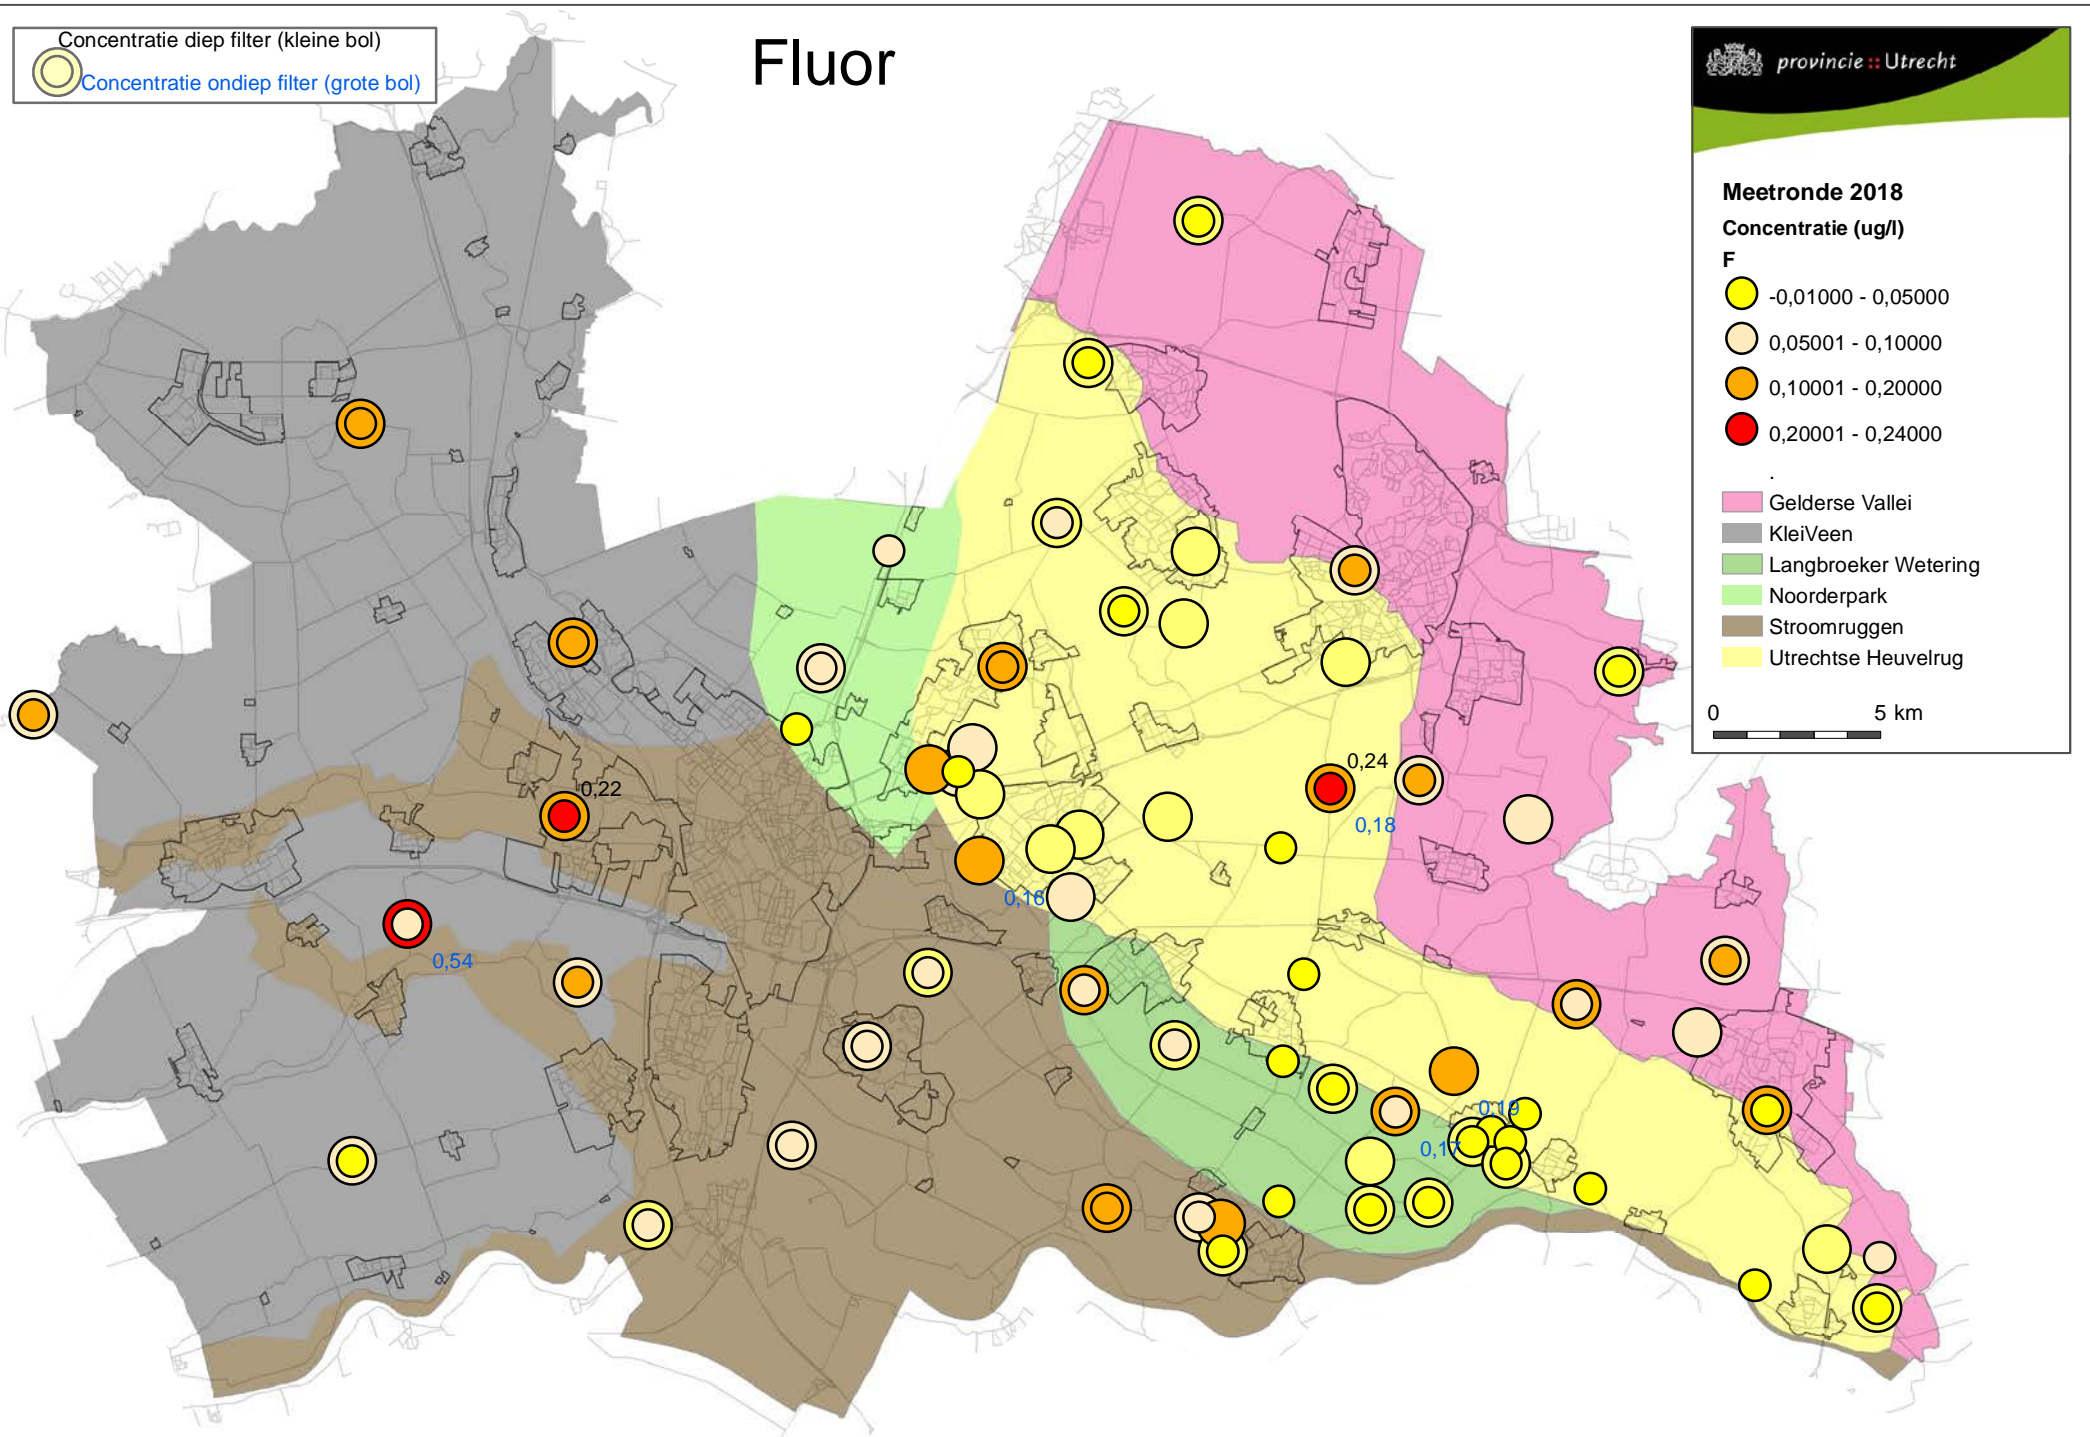 Concentratie diep filter (kleine bol)
Concentratie ondiep filter (grote bol)
Fluor
provincie :: Utrecht
Meetronde 2018
Concentratie (ug/l)
F
-0,01000 - 0,05000
0,05001 - 0,10000
0,10001 - 0,20000
0,20001 - 0,24000
.
Gelderse Vallei
KleiVeen
Langbroeker Wetering
Noorderpark
Stroomruggen
Utrechtse Heuvelrug
0 5 km
0,24
0,22
0,18
0,16
0,54
0,19
0,17